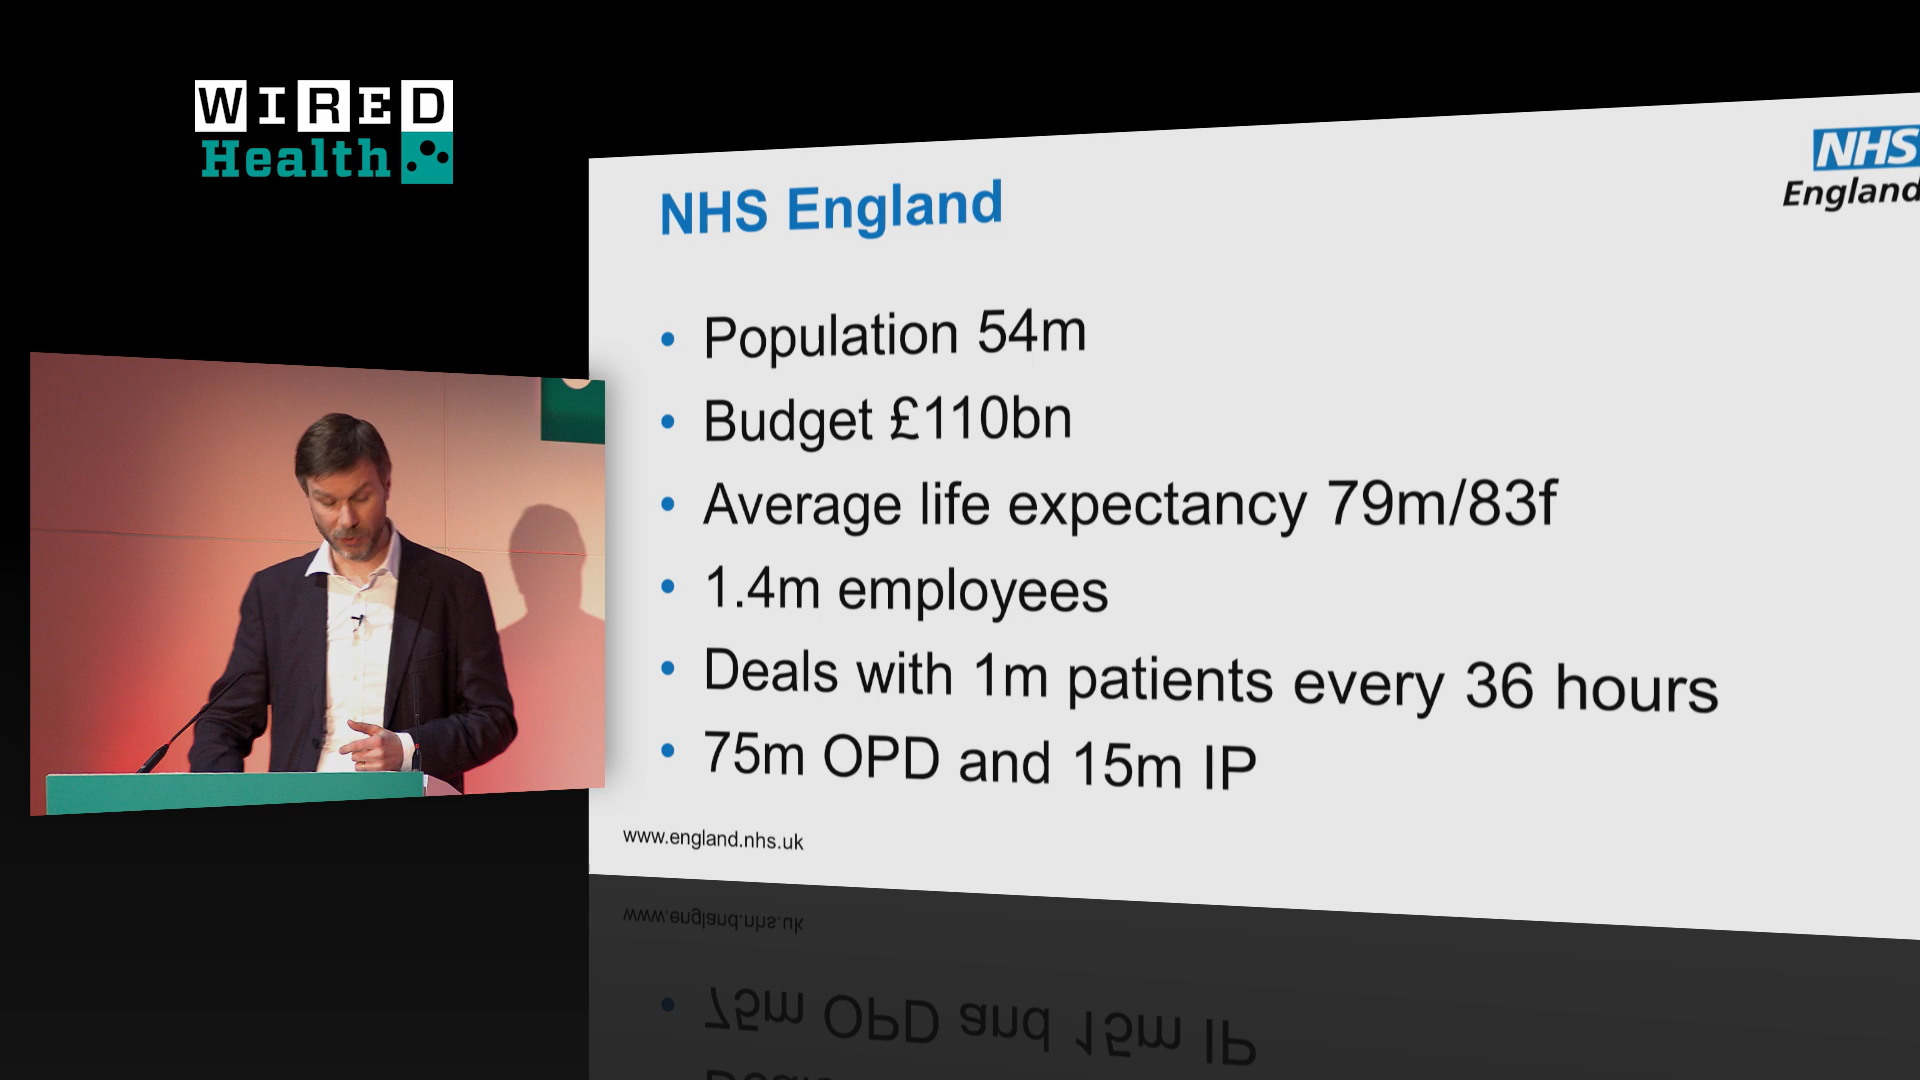 WIRED
Health
NHS
England
NHS England
• Population 54m
• Budget £110bn
• Average life expectancy 79m/83f
• 1.4m employees
• Deals with 1m patients every 36 hours
• 75m OPD and 15m IP
www.england.nhs.uk